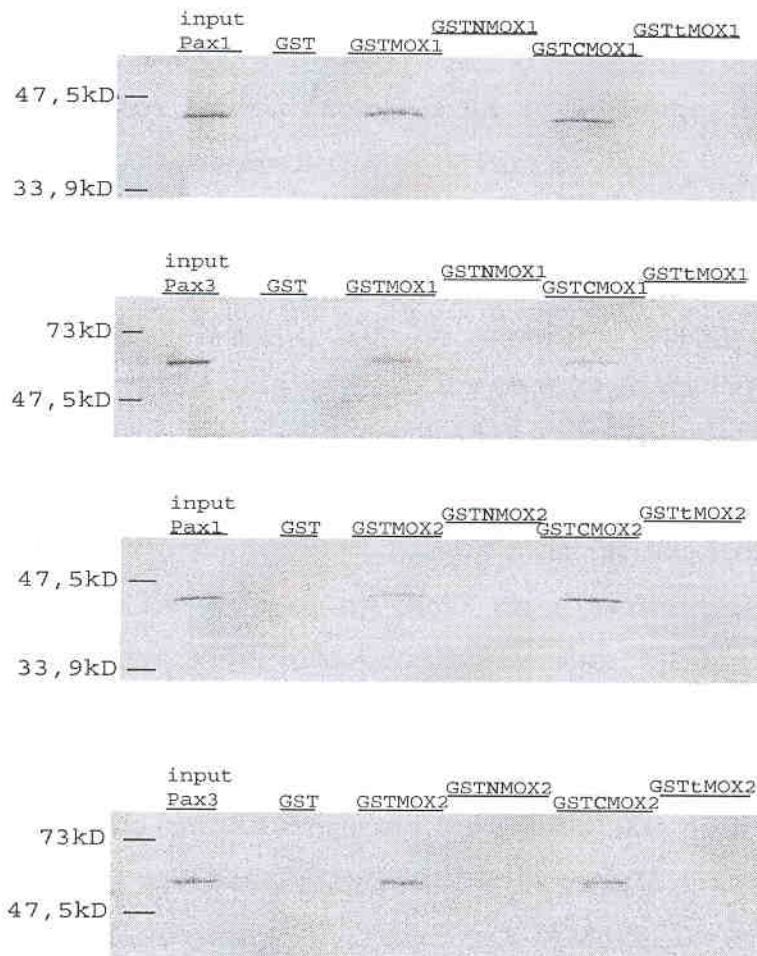 input
Pax1 GST GSTMOX1 GSTNMOX1 GSTCMOX1 GSTtMOX1
47,5kD
33,9kD
input
Pax3 GST GSTMOX1 GSTNMOX1 GSTCMOX1 GSTtMOX1
73kD
47,5kD
input
Pax1 GST GSTMOX2 GSTNMOX2 GSTCMOX2 GSTtMOX2
47,5kD
33,9kD
input
Pax3 GST GSTMOX2 GSTNMOX2 GSTCMOX2 GSTtMOX2
73kD
47,5kD